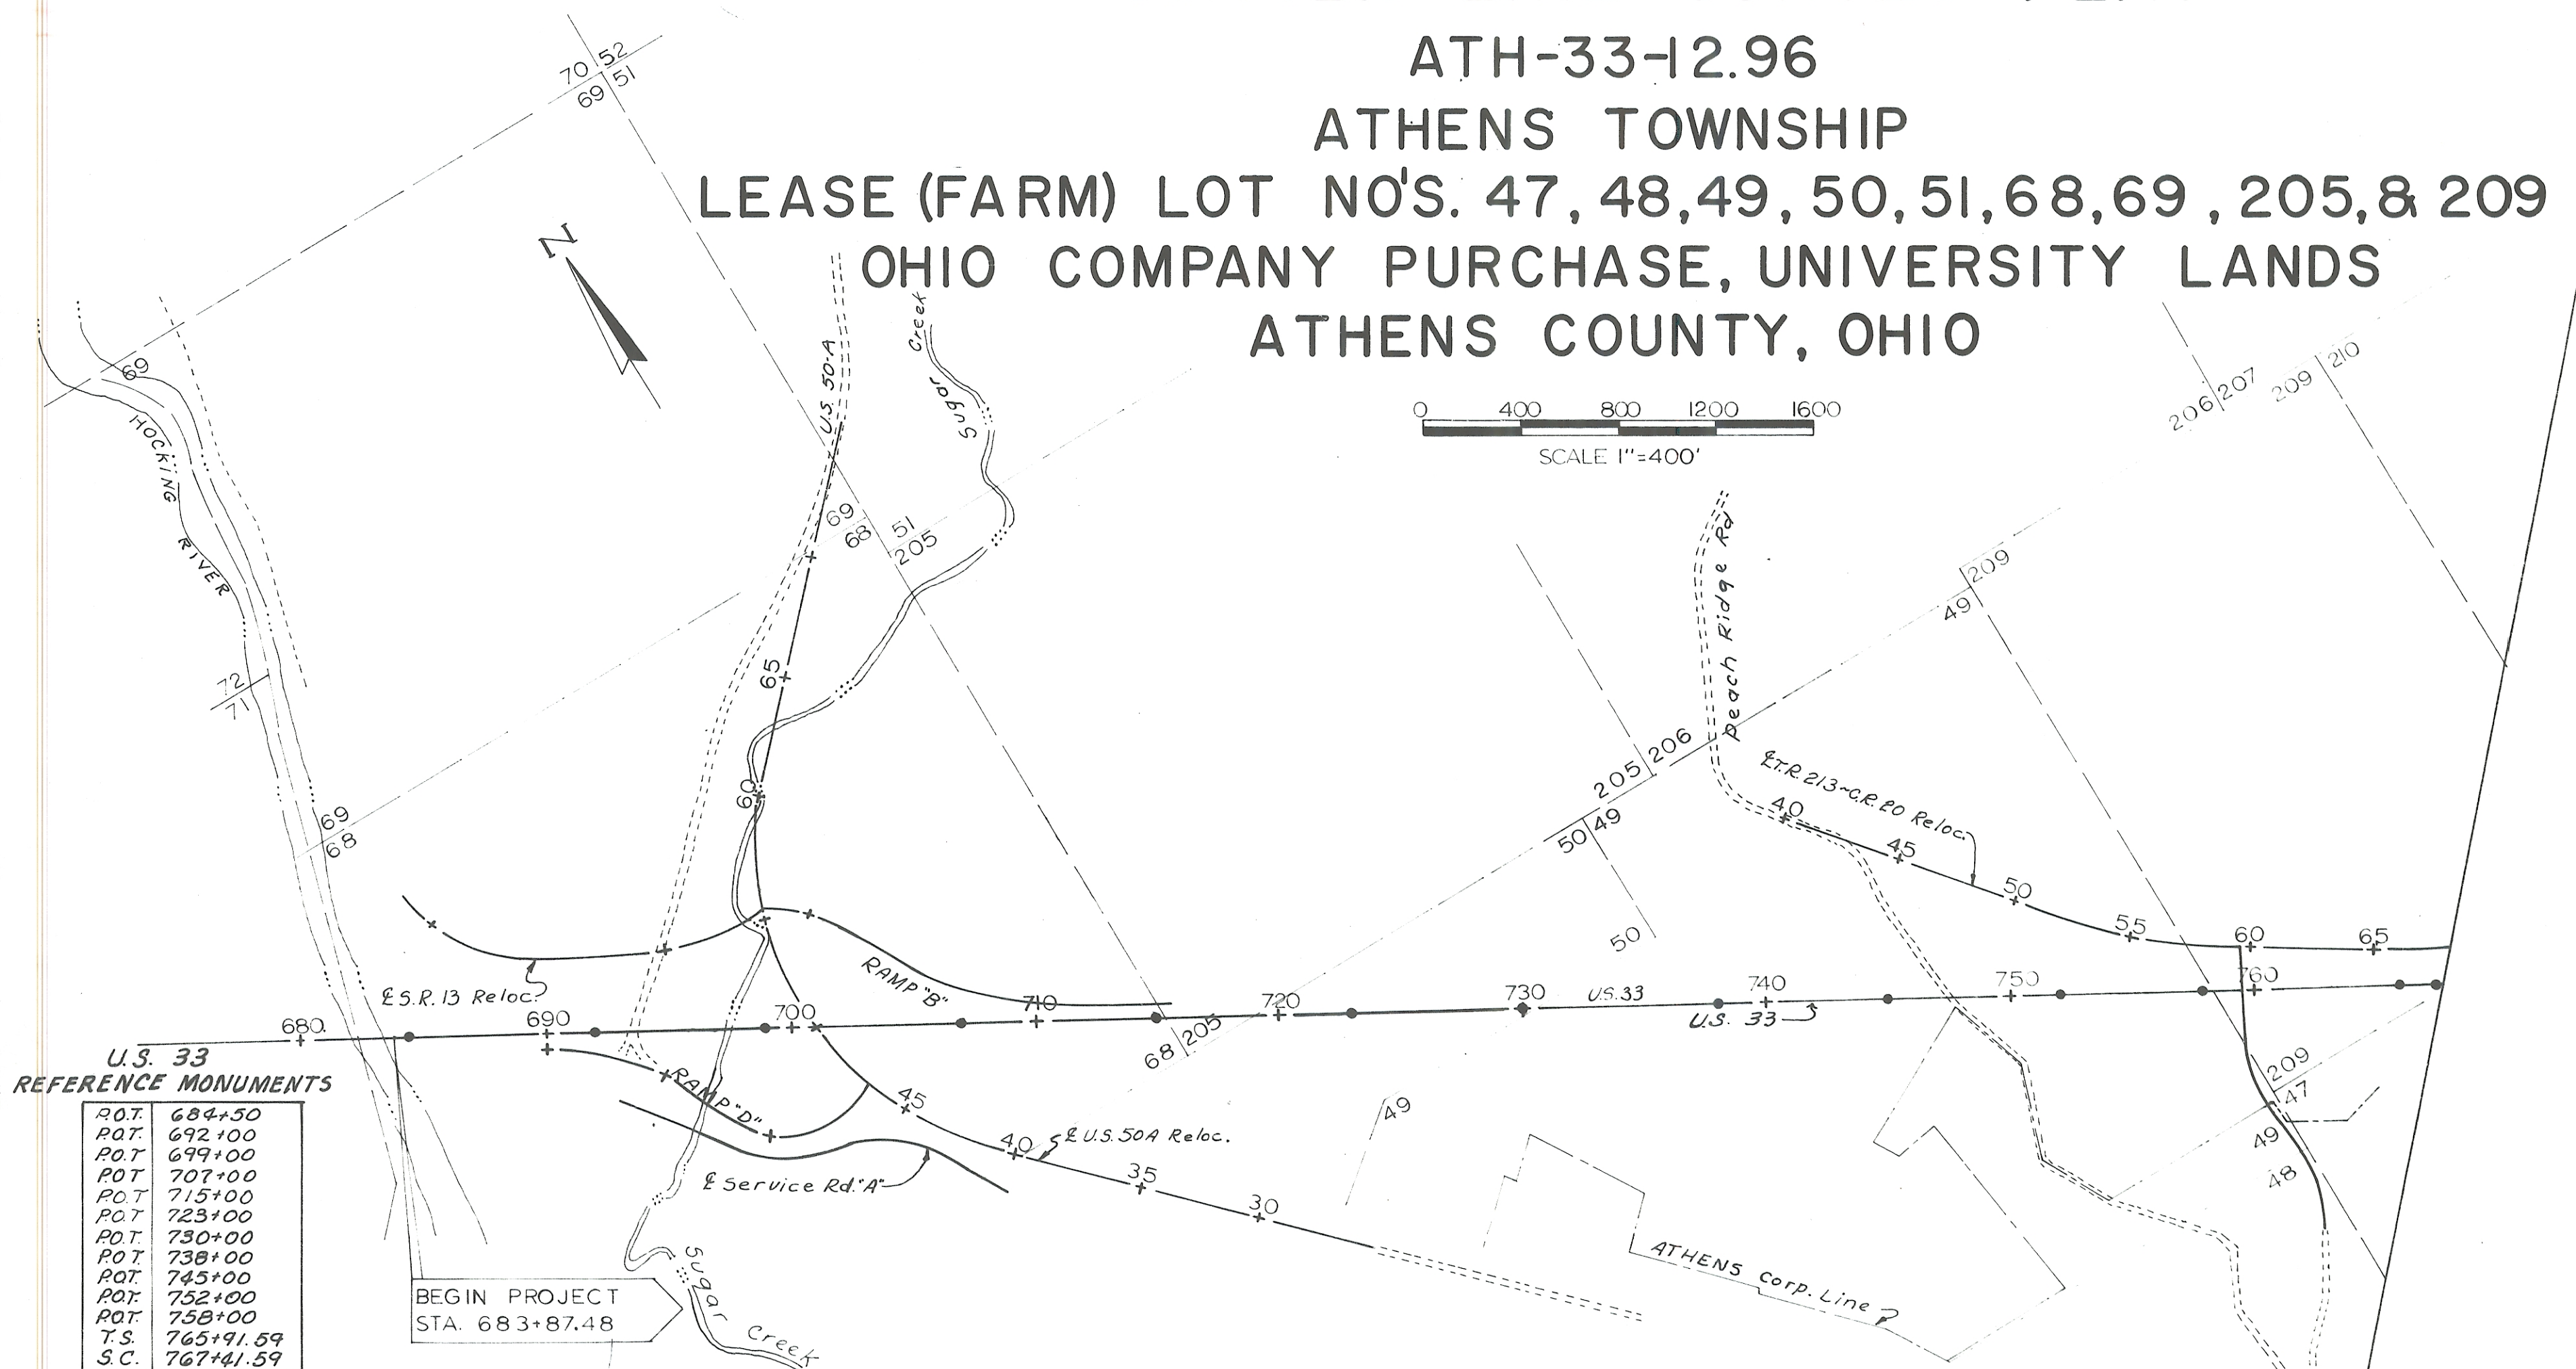 ATH-33-12.96
ATHENS TOWNSHIP
LEASE (FARM) LOT NO'S. 47, 48, 49, 50, 51, 68, 69, 205, & 209
OHIO COMPANY PURCHASE, UNIVERSITY LANDS
ATHENS COUNTY, OHIO
0 400 800 1200 1600
SCALE 1"=400'
N
70 52
69 51
69
HOCKING
RIVER
72
71
69
68
U.S. 50-A
Sugar Creek
69 51
68 205
65
60
206 207
209 210
Peach Ridge Rd
209
49
205 206
50 49
50
℄ T.R. 213~C.R. 20 Reloc.
40
45
50
55
60
65
℄ S.R. 13 Reloc.
RAMP "B"
680 690 700 710 720 730 740 750 760
U.S. 33
U.S. 33
68 205
RAMP "D"
℄ Service Rd. "A"
45
40
35
30
℄ U.S. 50A Reloc.
49
209
47
49
48
ATHENS Corp. Line
Sugar Creek
BEGIN PROJECT
STA. 683+87.48
U.S. 33
REFERENCE MONUMENTS
P.O.T. 684+50
P.O.T. 692+00
P.O.T 699+00
P.O.T 707+00
P.O.T 715+00
P.O.T 723+00
P.O.T. 730+00
P.O.T 738+00
P.O.T. 745+00
P.O.T. 752+00
P.O.T. 758+00
T.S. 765+91.59
S.C. 767+41.59